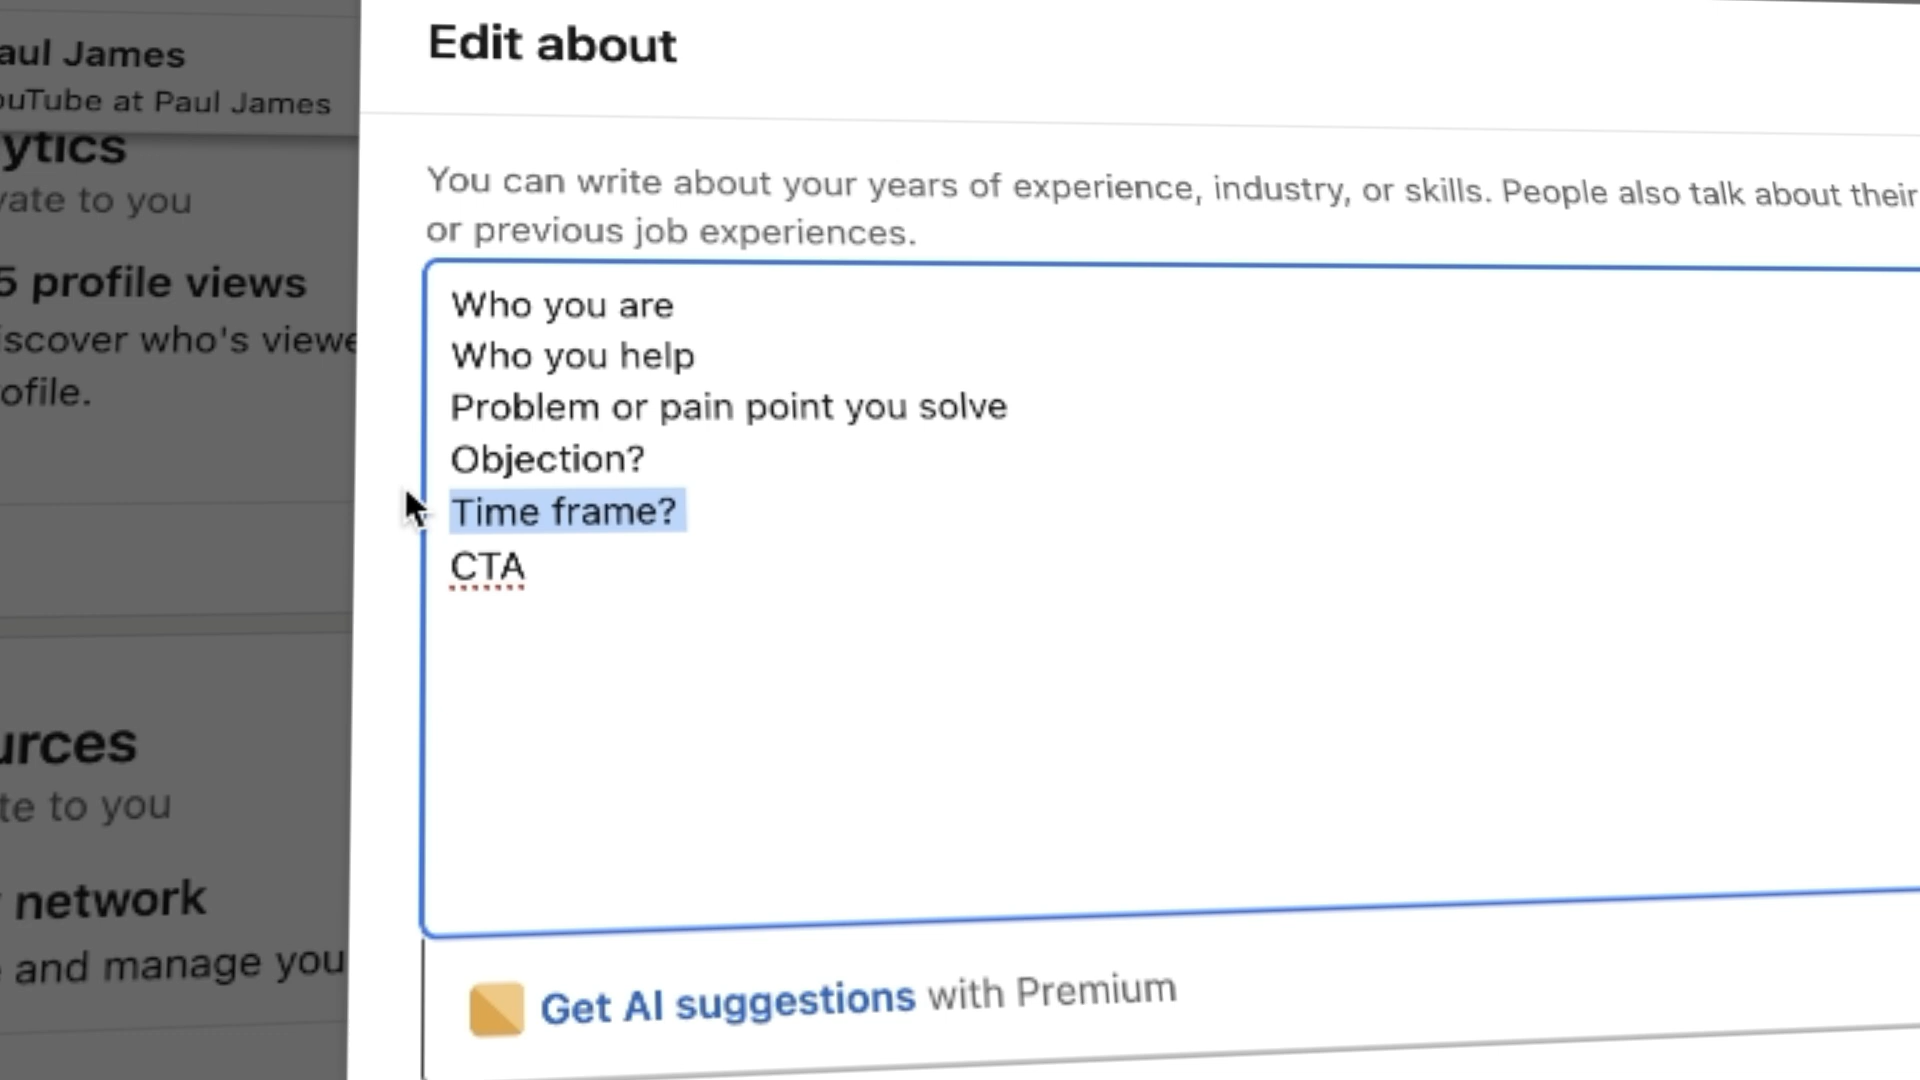 aul James
ouTube at Paul James
ytics
vate to you
5 profile views
iscover who's viewe
ofile.
urces
te to you
network
and manage you
Edit about
You can write about your years of experience, industry, or skills. People also talk about their
or previous job experiences.
Who you are
Who you help
Problem or pain point you solve
Objection?
Time frame?
CTA
Get AI suggestions with Premium